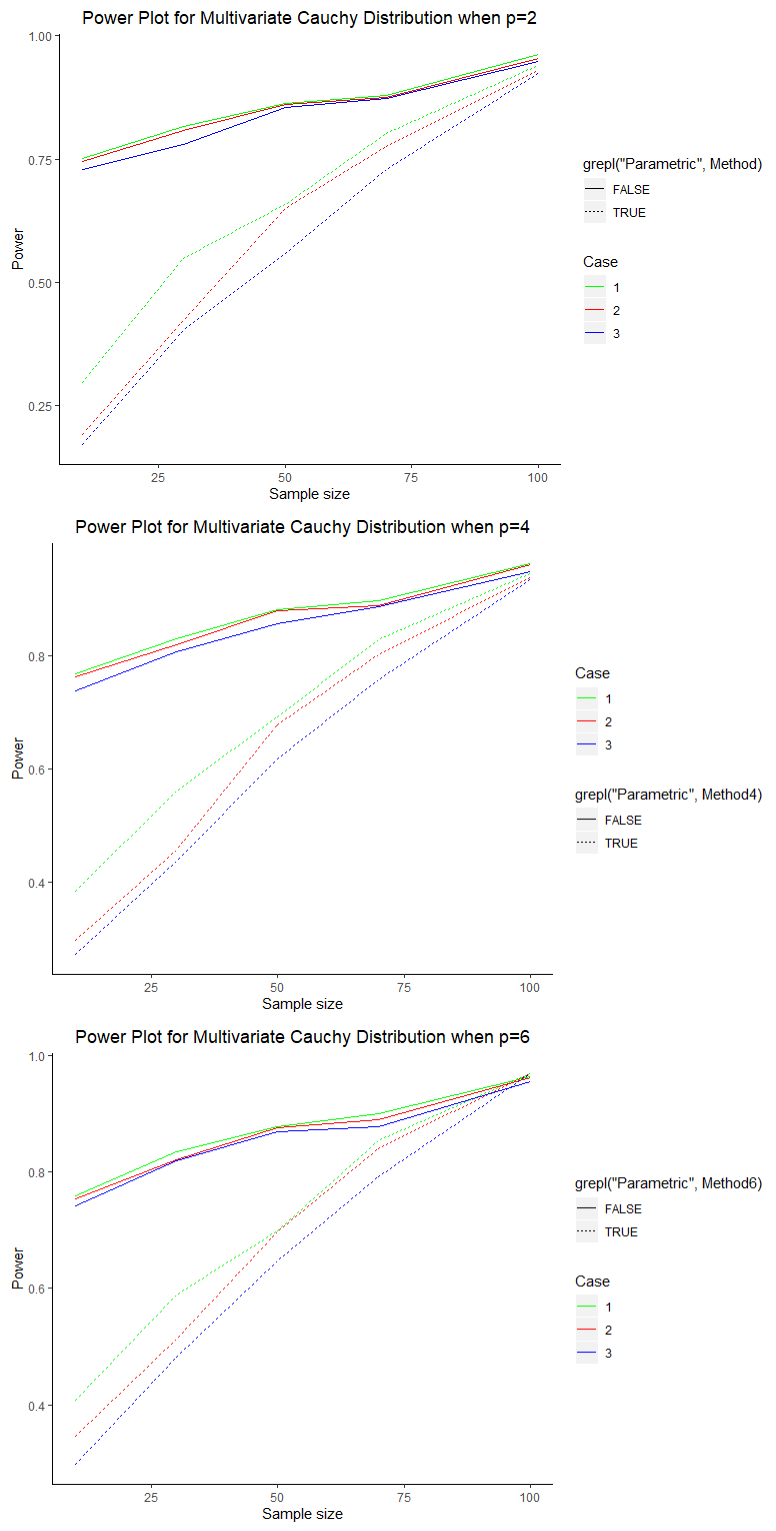 Power Plot for Multivariate Cauchy Distribution when p=2
1.00
0.75
0.50
0.25
Power
25 50 75 100
Sample size
grepl("Parametric", Method)
FALSE
TRUE
Case
1
2
3
Power Plot for Multivariate Cauchy Distribution when p=4
0.8
0.6
0.4
Power
25 50 75 100
Sample size
Case
1
2
3
grepl("Parametric", Method4)
FALSE
TRUE
Power Plot for Multivariate Cauchy Distribution when p=6
1.0
0.8
0.6
0.4
Power
25 50 75 100
Sample size
grepl("Parametric", Method6)
FALSE
TRUE
Case
1
2
3